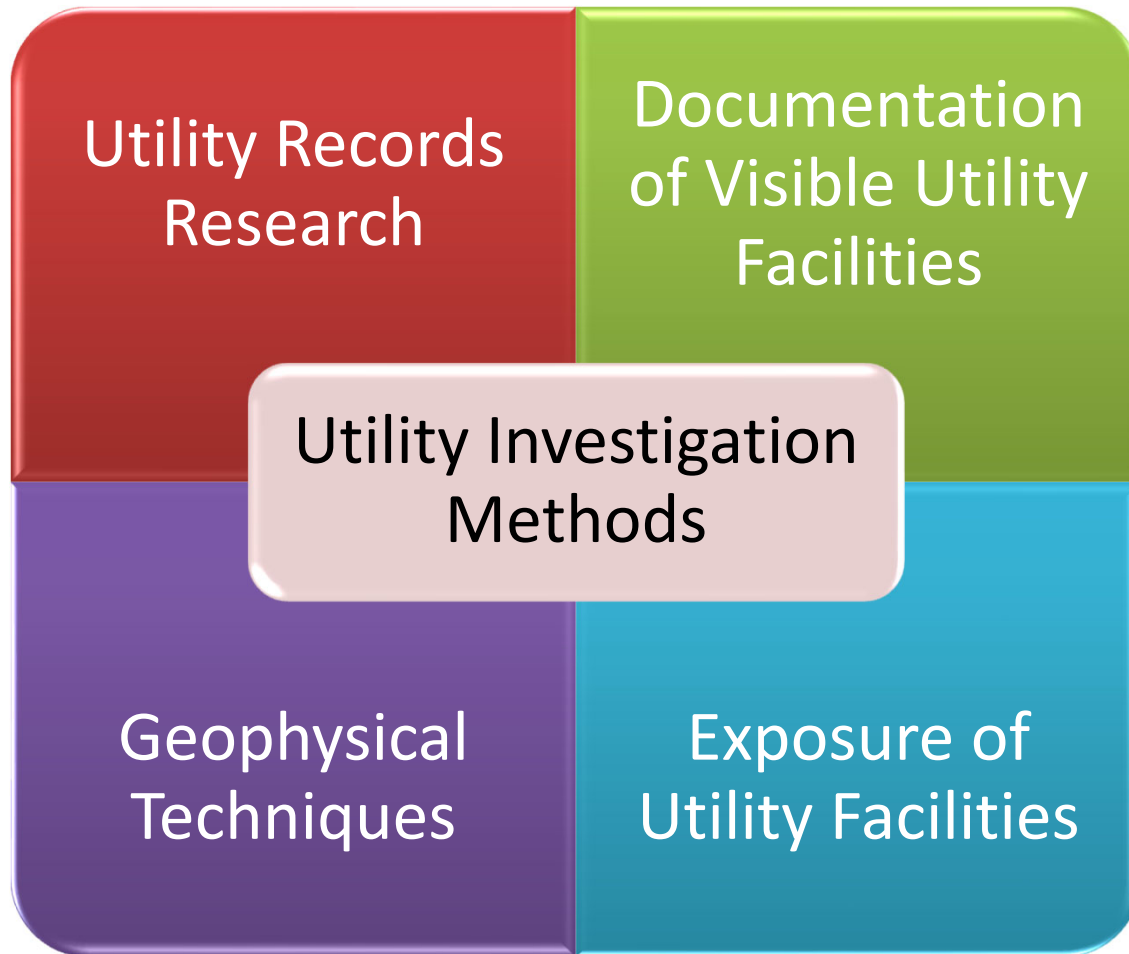 Utility Records
Research
Documentation
of Visible Utility
Facilities
Utility Investigation
Methods
Geophysical
Techniques
Exposure of
Utility Facilities